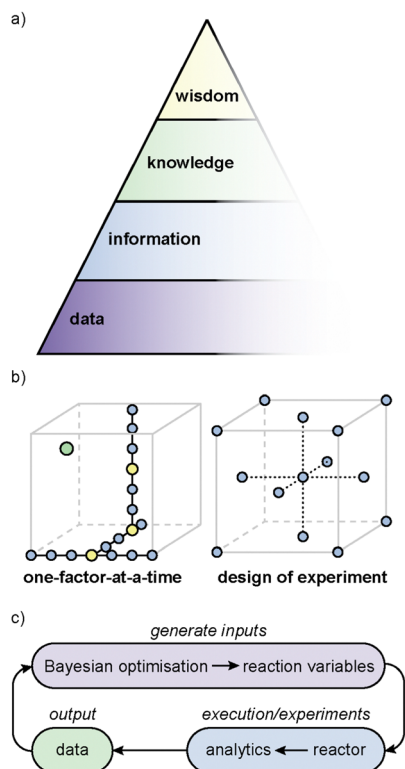 a)
wisdom
knowledge
information
data
b)
one-factor-at-a-time design of experiment
c)
generate inputs
Bayesian optimisation reaction variables
output execution/experiments
data analytics reactor